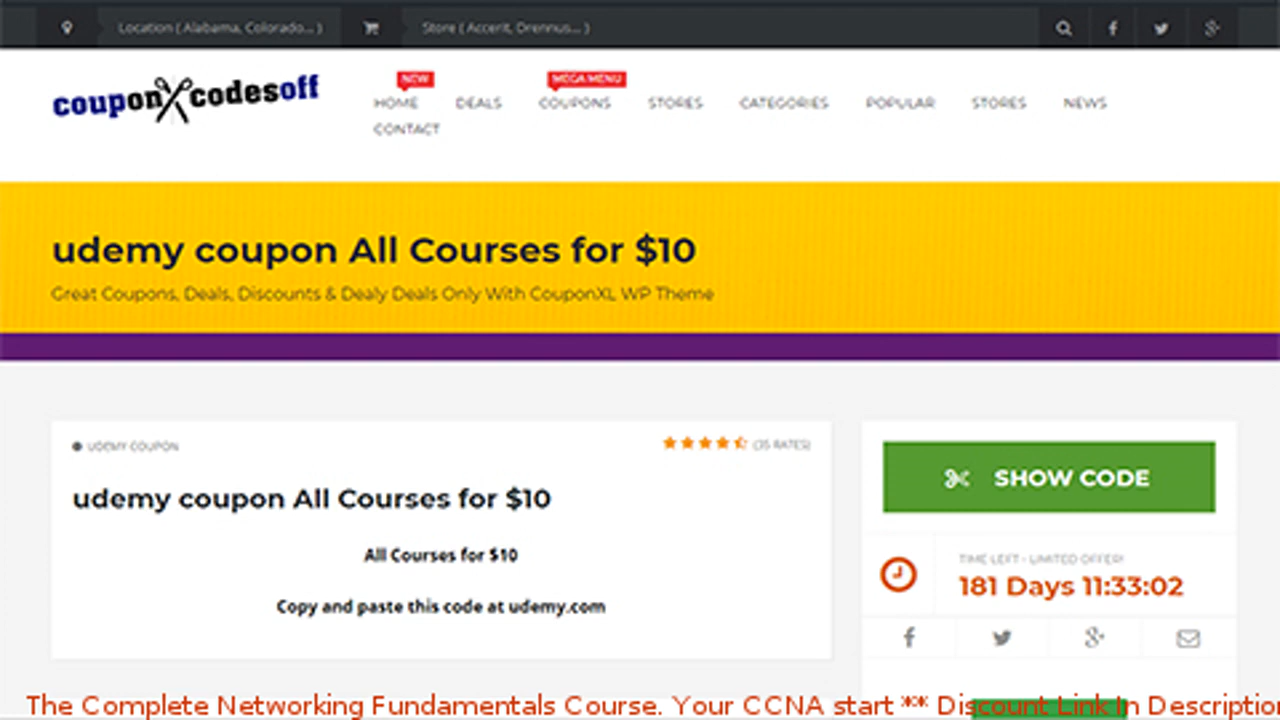 Location ( Alabama, Colorado... )
Store ( Accerit, Drennus... )
couponXcodesoff
NEW
MEGA MENU
HOME DEALS COUPONS STORES CATEGORIES POPULAR STORES NEWS
CONTACT
udemy coupon All Courses for $10
Great Coupons, Deals, Discounts & Dealy Deals Only With CouponXL WP Theme
UDEMY COUPON
(35 RATES)
udemy coupon All Courses for $10
All Courses for $10
Copy and paste this code at udemy.com
SHOW CODE
TIME LEFT - LIMITED OFFER!
181 Days 11:33:02
The Complete Networking Fundamentals Course. Your CCNA start ** Discount Link In Descriptio